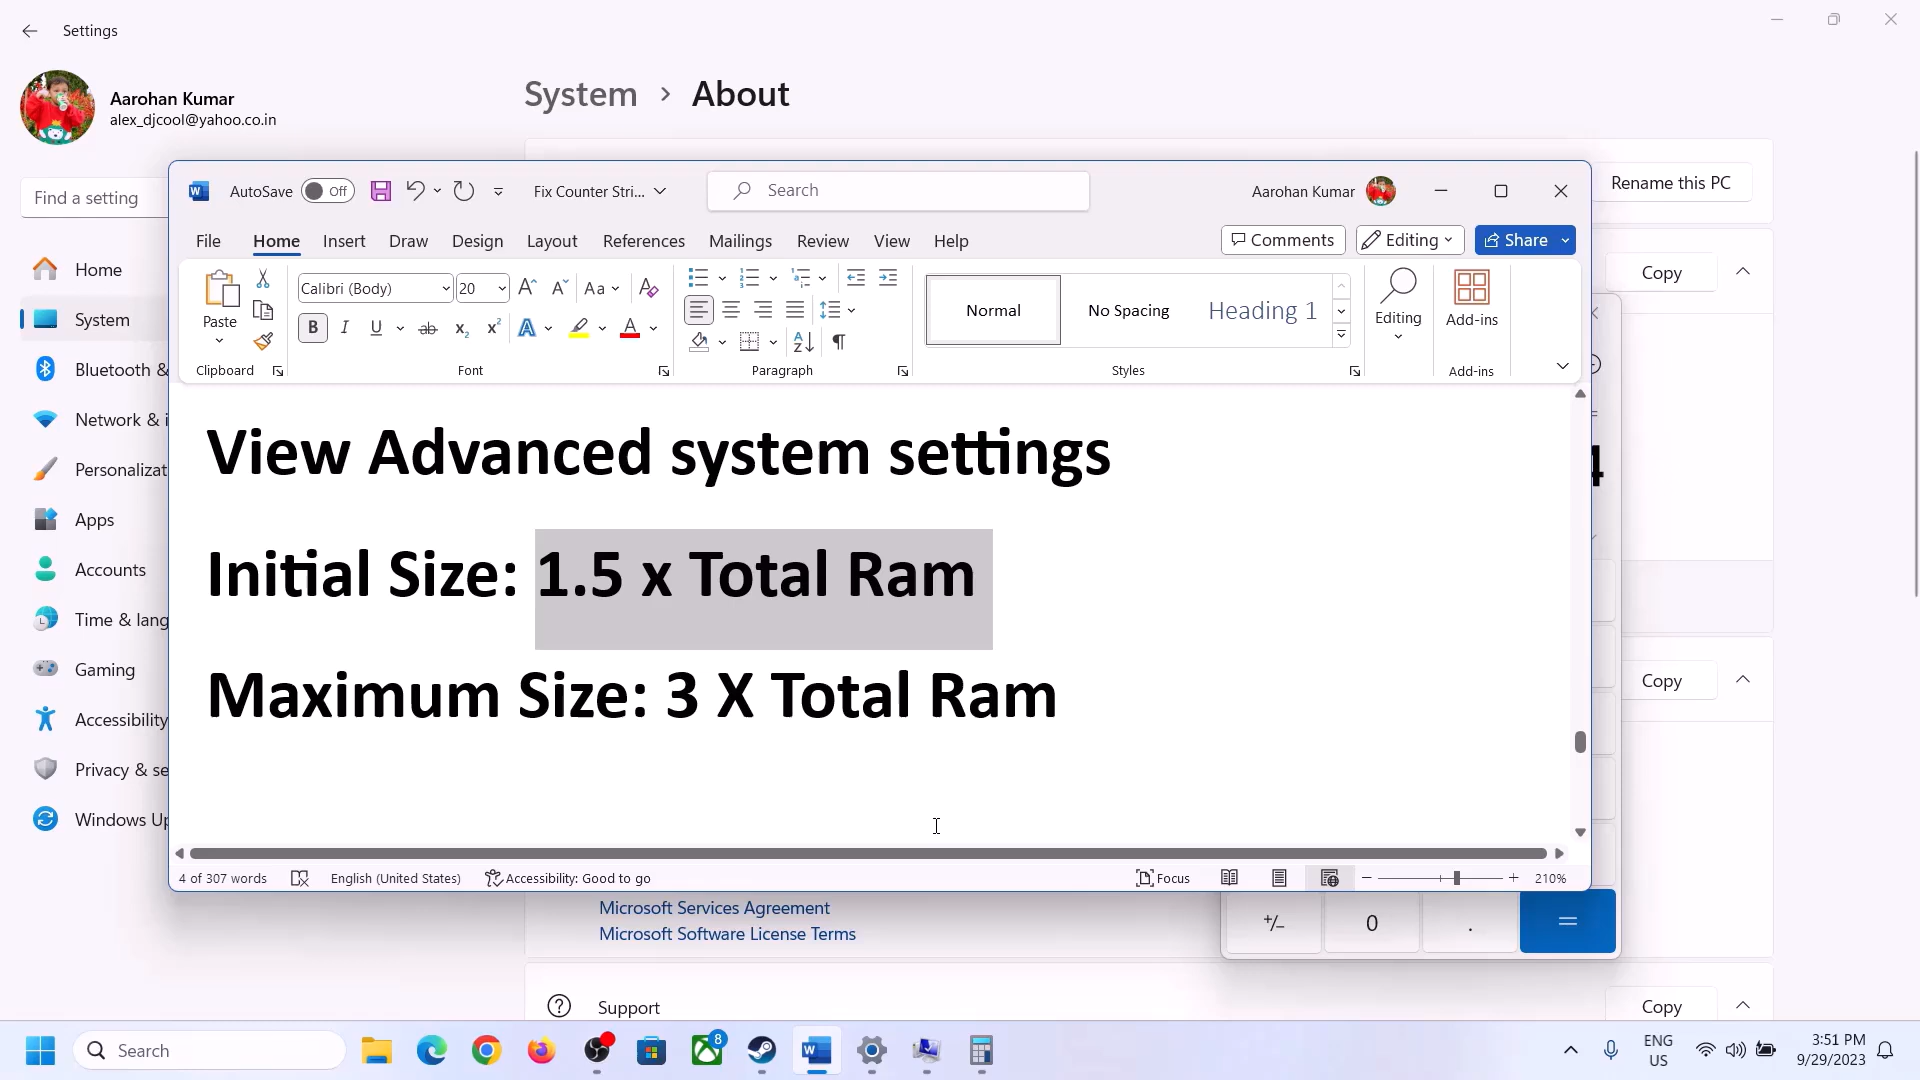 Settings
Aarohan Kumar
alex_djcool@yahoo.co.in
System > About
Find a setting
Rename this PC
AutoSave Off
Fix Counter Stri...
Search
Aarohan Kumar
File Home Insert Draw Design Layout References Mailings Review View Help
Comments Editing Share
Paste
Calibri (Body) 20
Aa
B I U ab x₂ x² A A
Normal
No Spacing
Heading 1
Editing
Add-ins
Clipboard Font Paragraph Styles Add-ins
Copy
Home
System
Bluetooth &
Network & i
Personalizat
Apps
Accounts
Time & lang
Gaming
Accessibility
Privacy & se
Windows Up
View Advanced system settings
Initial Size: 1.5 x Total Ram
Maximum Size: 3 X Total Ram
4
Copy
4 of 307 words English (United States) Accessibility: Good to go Focus 210%
Microsoft Services Agreement
Microsoft Software License Terms
+/− 0 . =
Support
Copy
Search
8
ENG
US
3:51 PM
9/29/2023